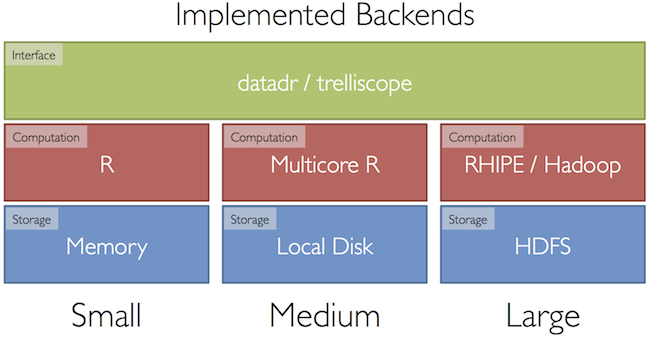 Implemented Backends
Interface
datadr / trelliscope
Computation
R
Computation
Multicore R
Computation
RHIPE / Hadoop
Storage
Memory
Storage
Local Disk
Storage
HDFS
Small
Medium
Large